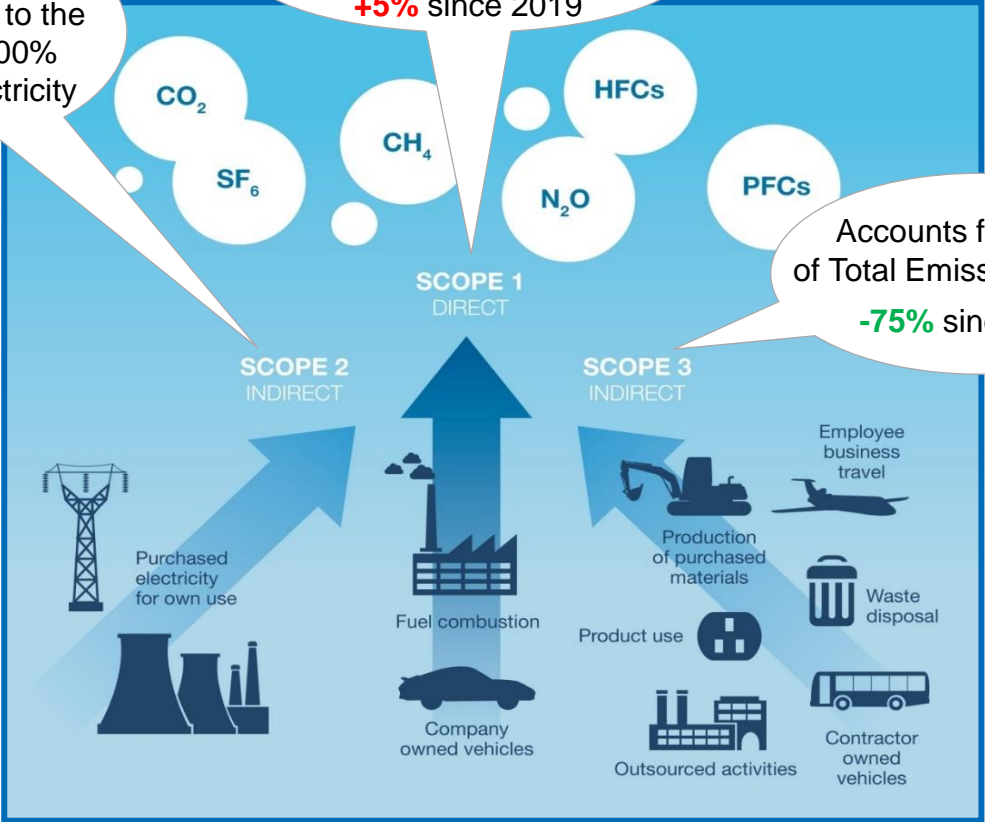 to the
00%
ctricity
+5% since 2019
CO₂
SF₆
CH₄
HFCs
N₂O
PFCs
Accounts f
of Total Emiss
-75% sin
SCOPE 1
DIRECT
SCOPE 2
INDIRECT
SCOPE 3
INDIRECT
Purchased
electricity
for own use
Fuel combustion
Company
owned vehicles
Employee
business
travel
Production
of purchased
materials
Waste
disposal
Product use
Outsourced activities
Contractor
owned
vehicles